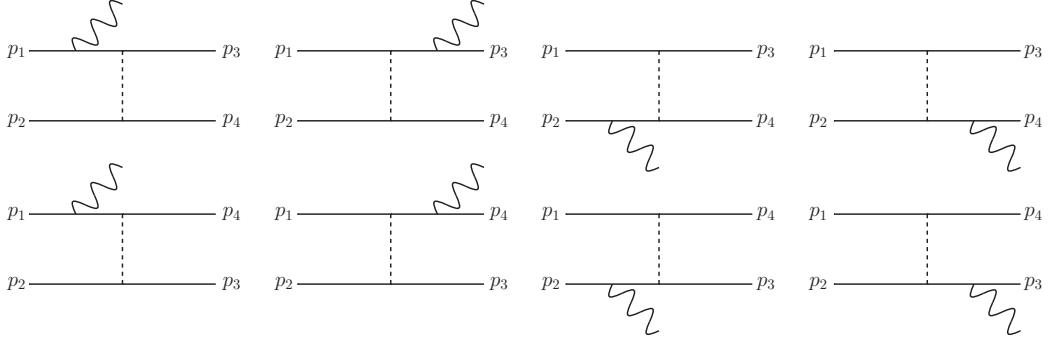 p₁ p₃ p₁ p₃ p₁ p₃ p₁ p₃
p₂ p₄ p₂ p₄ p₂ p₄ p₂ p₄
p₁ p₄ p₁ p₄ p₁ p₄ p₁ p₄
p₂ p₃ p₂ p₃ p₂ p₃ p₂ p₃